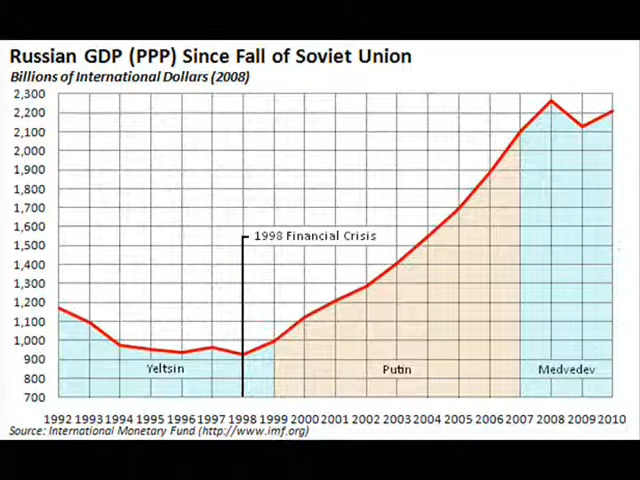 Russian GDP (PPP) Since Fall of Soviet Union
Billions of International Dollars (2008)
2,300
2,200
2,100
2,000
1,900
1,800
1,700
1,600
1,500
1,400
1,300
1,200
1,100
1,000
900
800
700
1998 Financial Crisis
Yeltsin Putin Medvedev
1992 1993 1994 1995 1996 1997 1998 1999 2000 2001 2002 2003 2004 2005 2006 2007 2008 2009 2010
Source: International Monetary Fund (http://www.imf.org)